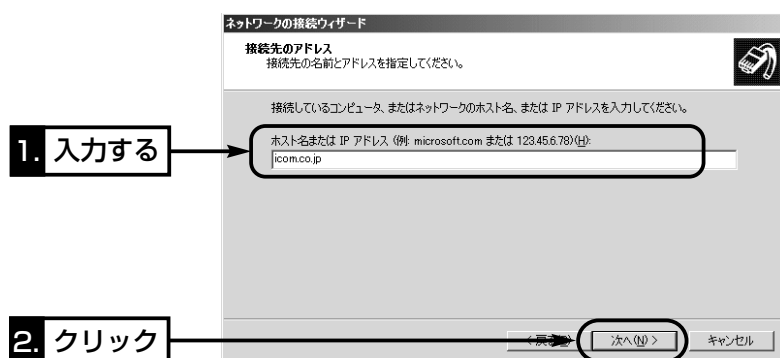 ネットワークの接続ウィザード
接続先のアドレス
接続先の名前とアドレスを指定してください。
接続しているコンピュータ、またはネットワークのホスト名、または IP アドレスを入力してください。
1. 入力する
ホスト名または IP アドレス (例: microsoft.com または 123.45.6.78)(H):
icom.co.jp
2. クリック
次へ(N) >
キャンセル